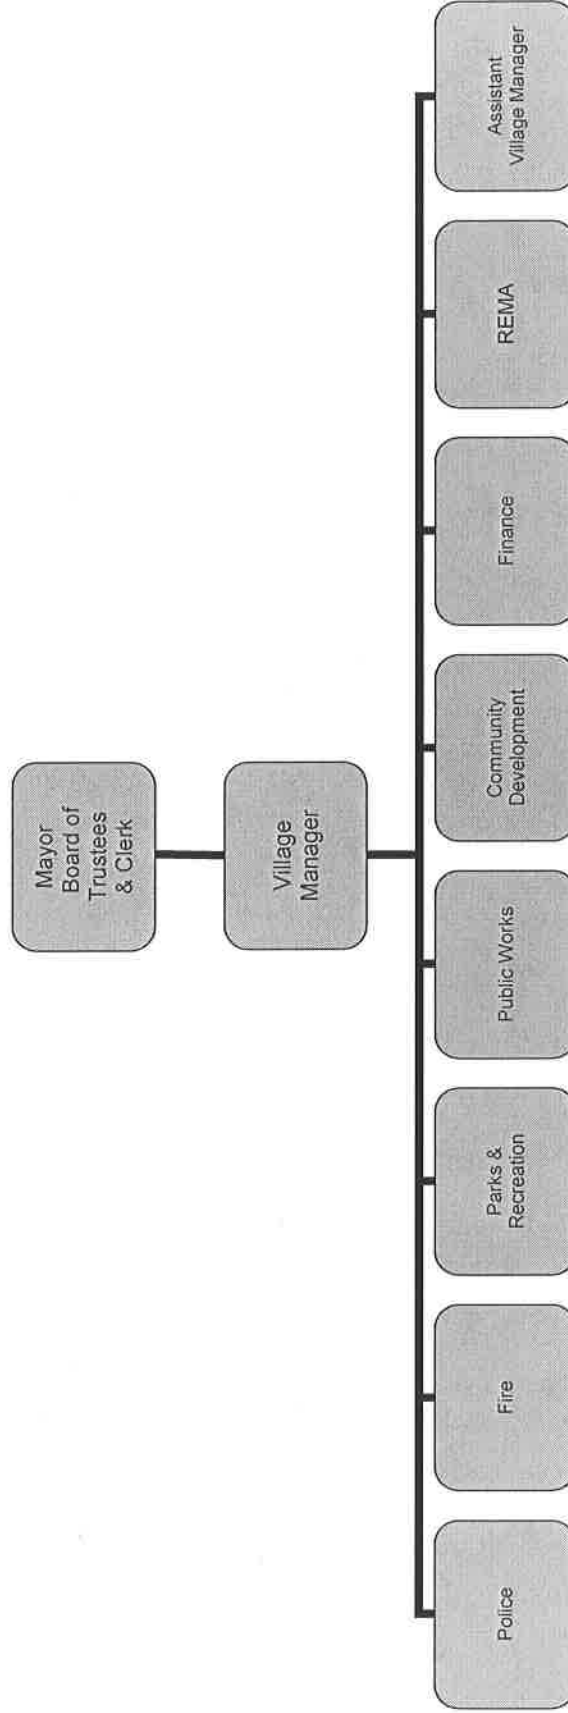 Mayor
Board of
Trustees
& Clerk
Village
Manager
Police
Fire
Parks &
Recreation
Public Works
Community
Development
Finance
REMA
Assistant
Village Manager